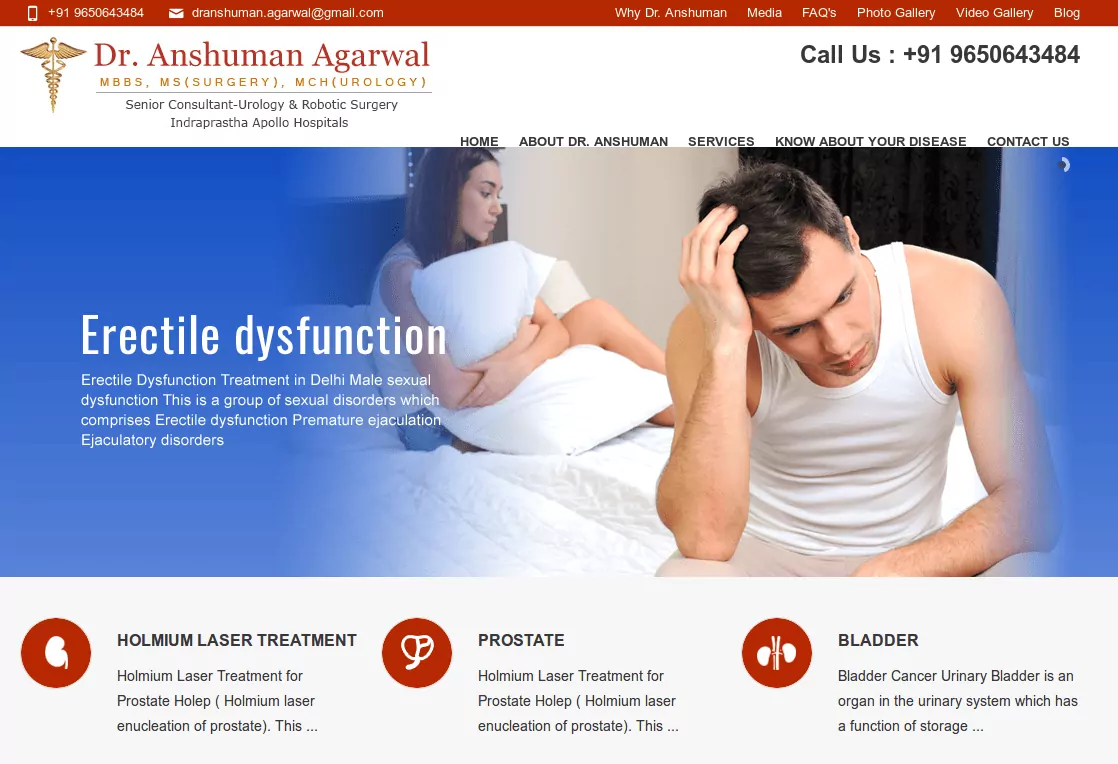 +91 9650643484 dranshuman.agarwal@gmail.com Why Dr. Anshuman Media FAQ's Photo Gallery Video Gallery Blog
Dr. Anshuman Agarwal
MBBS, MS(SURGERY), MCH(UROLOGY)
Senior Consultant-Urology & Robotic Surgery
Indraprastha Apollo Hospitals
Call Us : +91 9650643484
HOME ABOUT DR. ANSHUMAN SERVICES KNOW ABOUT YOUR DISEASE CONTACT US
Erectile dysfunction
Erectile Dysfunction Treatment in Delhi Male sexual
dysfunction This is a group of sexual disorders which
comprises Erectile dysfunction Premature ejaculation
Ejaculatory disorders
HOLMIUM LASER TREATMENT
Holmium Laser Treatment for
Prostate Holep ( Holmium laser
enucleation of prostate). This ...
PROSTATE
Holmium Laser Treatment for
Prostate Holep ( Holmium laser
enucleation of prostate). This ...
BLADDER
Bladder Cancer Urinary Bladder is an
organ in the urinary system which has
a function of storage ...